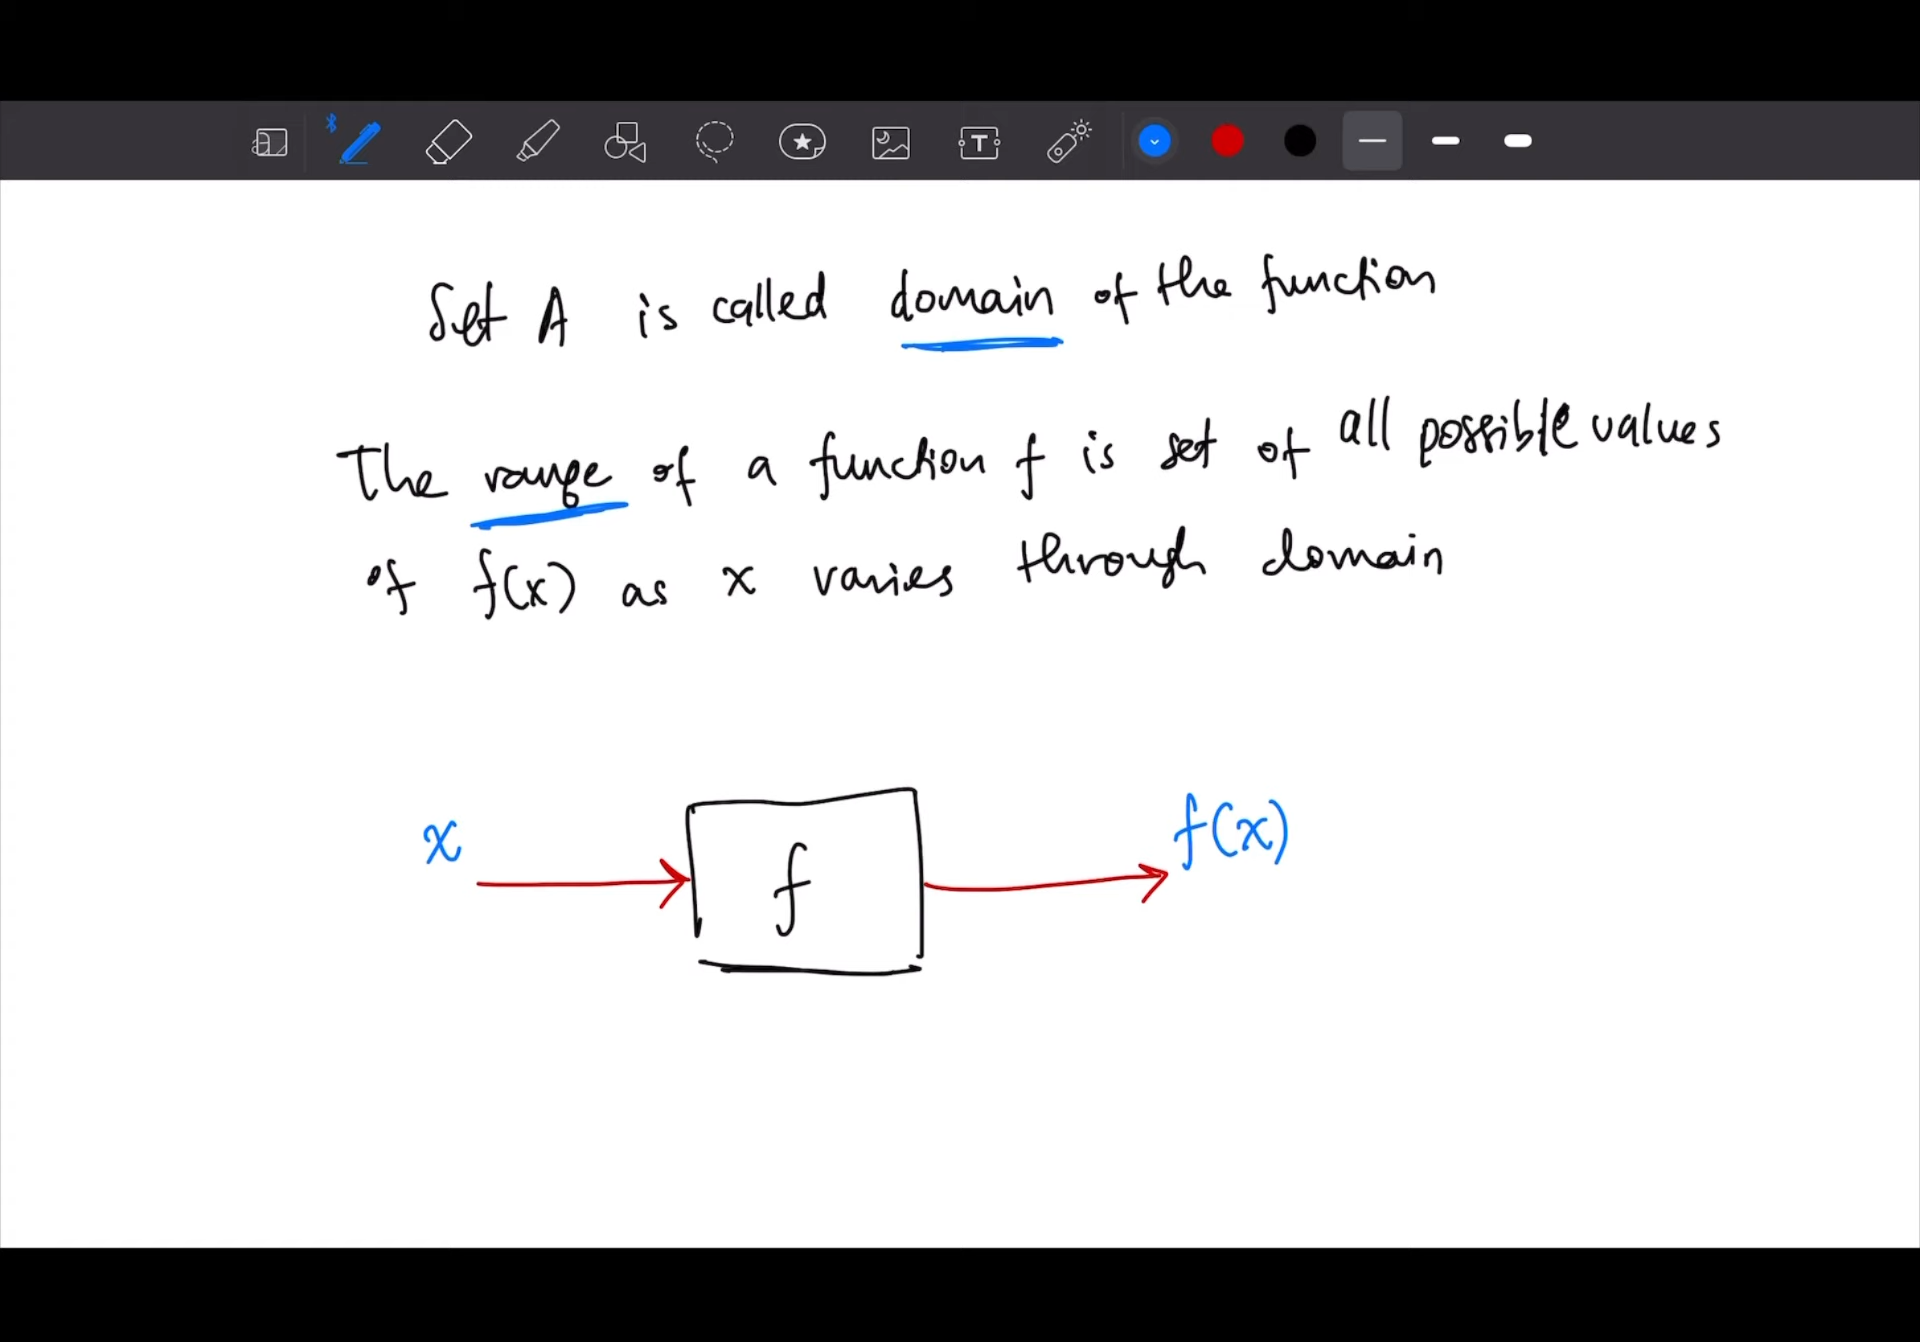 Set A is called domain of the function
The range of a function f is set of all possible values
of f(x) as x varies through domain
x
f
f(x)
T